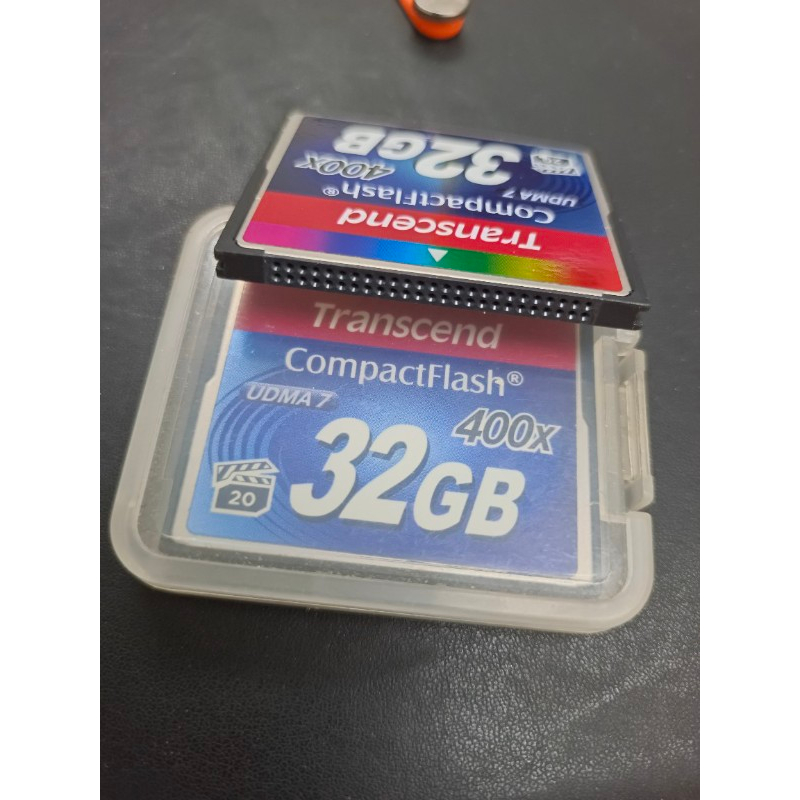 32GB
400x
UDMA 7
CompactFlash®
Transcend
Transcend
CompactFlash®
UDMA 7
400x
32GB
20